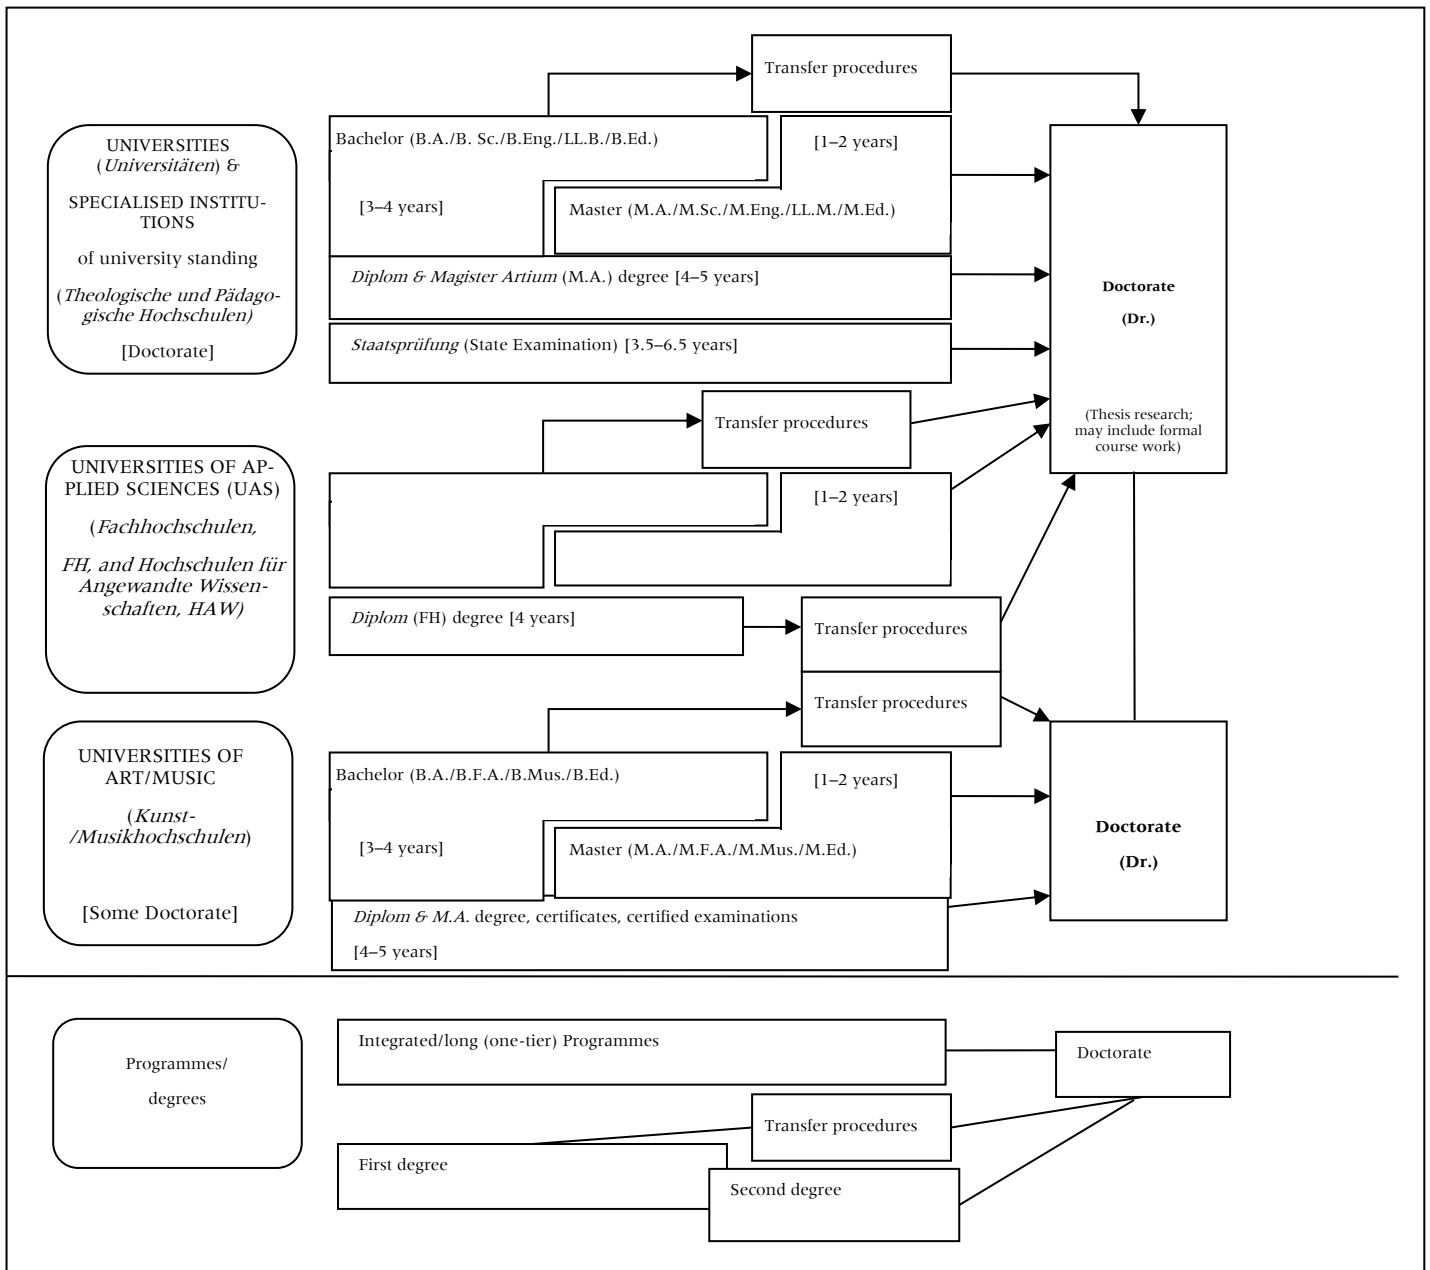 Transfer procedures
UNIVERSITIES
(Universitäten) &
SPECIALISED INSTITU-
TIONS
of university standing
(Theologische und Pädago-
gische Hochschulen)
[Doctorate]
Bachelor (B.A./B. Sc./B.Eng./LL.B./B.Ed.)
[3–4 years]
[1–2 years]
Master (M.A./M.Sc./M.Eng./LL.M./M.Ed.)
Diplom & Magister Artium (M.A.) degree [4–5 years]
Staatsprüfung (State Examination) [3.5–6.5 years]
Doctorate
(Dr.)
(Thesis research;
may include formal
course work)
Transfer procedures
UNIVERSITIES OF AP-
PLIED SCIENCES (UAS)
(Fachhochschulen,
FH, and Hochschulen für
Angewandte Wissen-
schaften, HAW)
[1–2 years]
Diplom (FH) degree [4 years]
Transfer procedures
Transfer procedures
UNIVERSITIES OF
ART/MUSIC
(Kunst-
/Musikhochschulen)
[Some Doctorate]
Bachelor (B.A./B.F.A./B.Mus./B.Ed.)
[3–4 years]
[1–2 years]
Master (M.A./M.F.A./M.Mus./M.Ed.)
Diplom & M.A. degree, certificates, certified examinations
[4–5 years]
Doctorate
(Dr.)
Programmes/
degrees
Integrated/long (one-tier) Programmes
Doctorate
Transfer procedures
First degree
Second degree